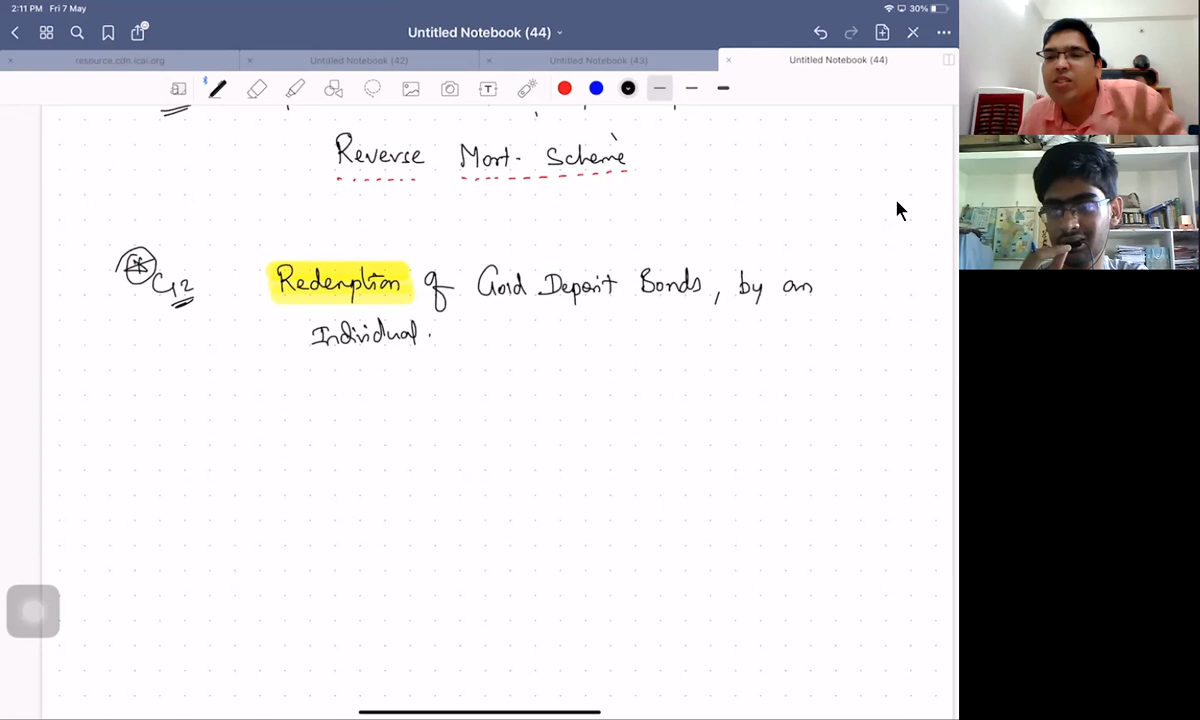 2:11 PM Fri 7 May
30%
Untitled Notebook (44)
resource.cdn.icai.org
Untitled Notebook (42)
Untitled Notebook (43)
Untitled Notebook (44)
Reverse Mort. Scheme
G2 Redemption of Gold Deposit Bonds, by an
Individual.